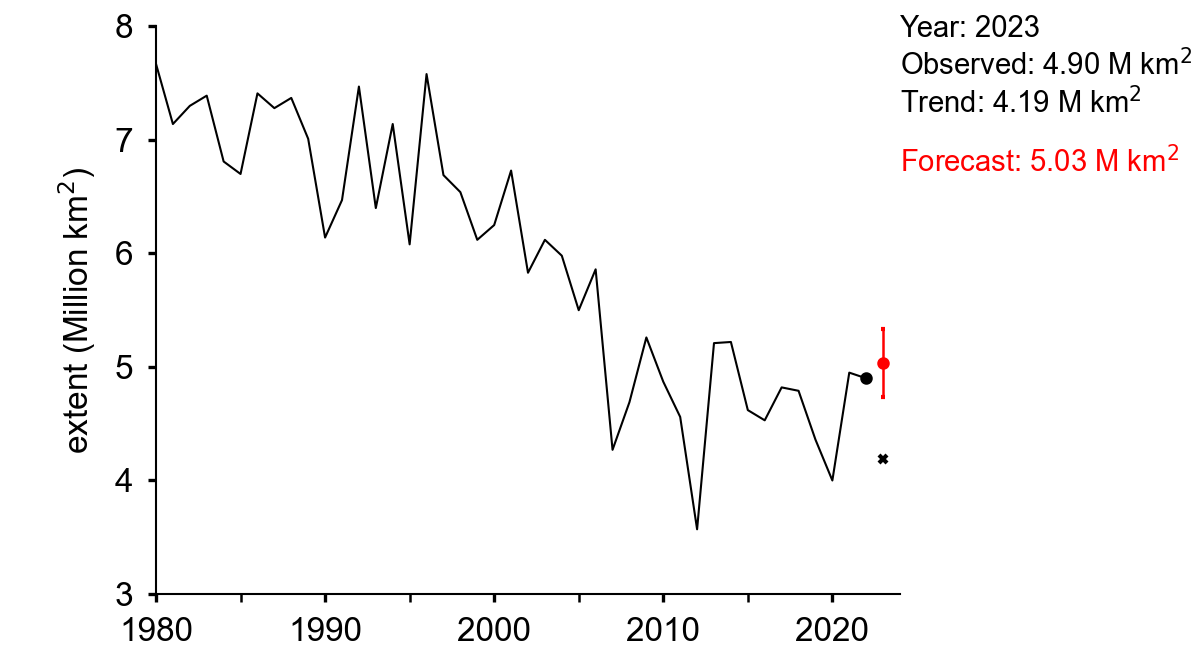 Year: 2023
Observed: 4.90 M km²
Trend: 4.19 M km²
Forecast: 5.03 M km²
extent (Million km²)
8
7
6
5
4
3
1980 1990 2000 2010 2020